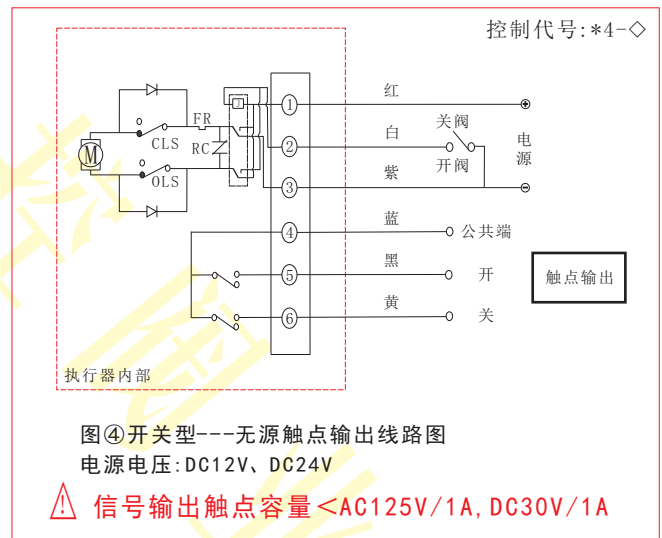 控制代号:*4-◇
红
白
紫
蓝
黑
黄
①
②
③
④
⑤
⑥
J
FR
CLS
RC
M
OLS
关阀
开阀
⊕
电源
⊖
公共端
开
关
触点输出
执行器内部
图④开关型---无源触点输出线路图
电源电压:DC12V、DC24V
信号输出触点容量<AC125V/1A,DC30V/1A